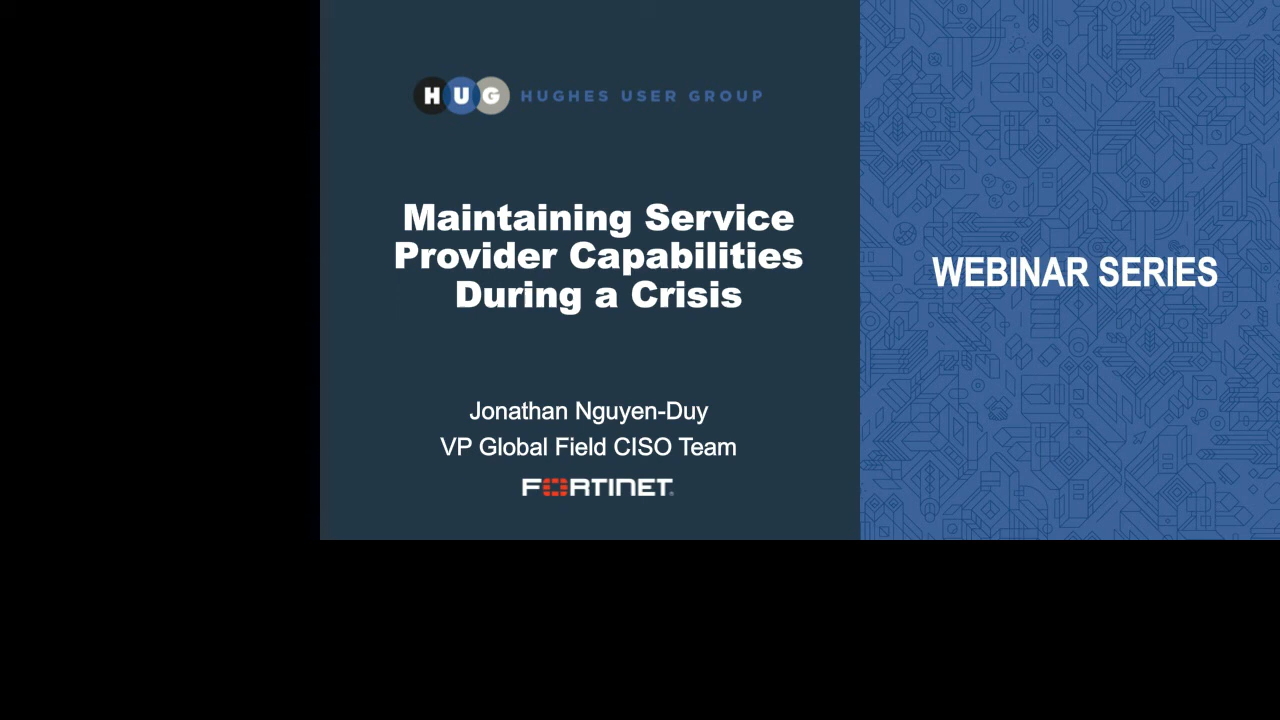 HUG HUGHES USER GROUP
Maintaining Service
Provider Capabilities
During a Crisis
WEBINAR SERIES
Jonathan Nguyen-Duy
VP Global Field CISO Team
FORTINET®